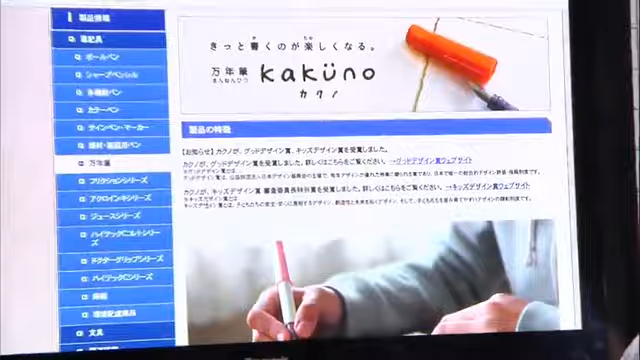 製品情報
筆記具
ボールペン
シャープペンシル
多機能ペン
カラーペン
サインペン・マーカー
万年筆
フリクションシリーズ
アクロインキシリーズ
ジュースシリーズ
ハイテックCコレトシリーズ
ドクターグリップシリーズ
ハイテックCシリーズ
環境配慮商品
文具
きっと書くのが楽しくなる。
万年筆
まんねんひつ
kaküno
カクノ
製品の特徴
【お知らせ】カクノが、グッドデザイン賞、キッズデザイン賞を受賞しました。
カクノが、グッドデザイン賞を受賞しました。詳しくはこちらをご覧ください。→グッドデザイン賞ウェブサイト
カクノが、キッズデザイン賞 審査委員長特別賞を受賞しました。詳しくはこちらをご覧ください。→キッズデザイン賞ウェブサイト